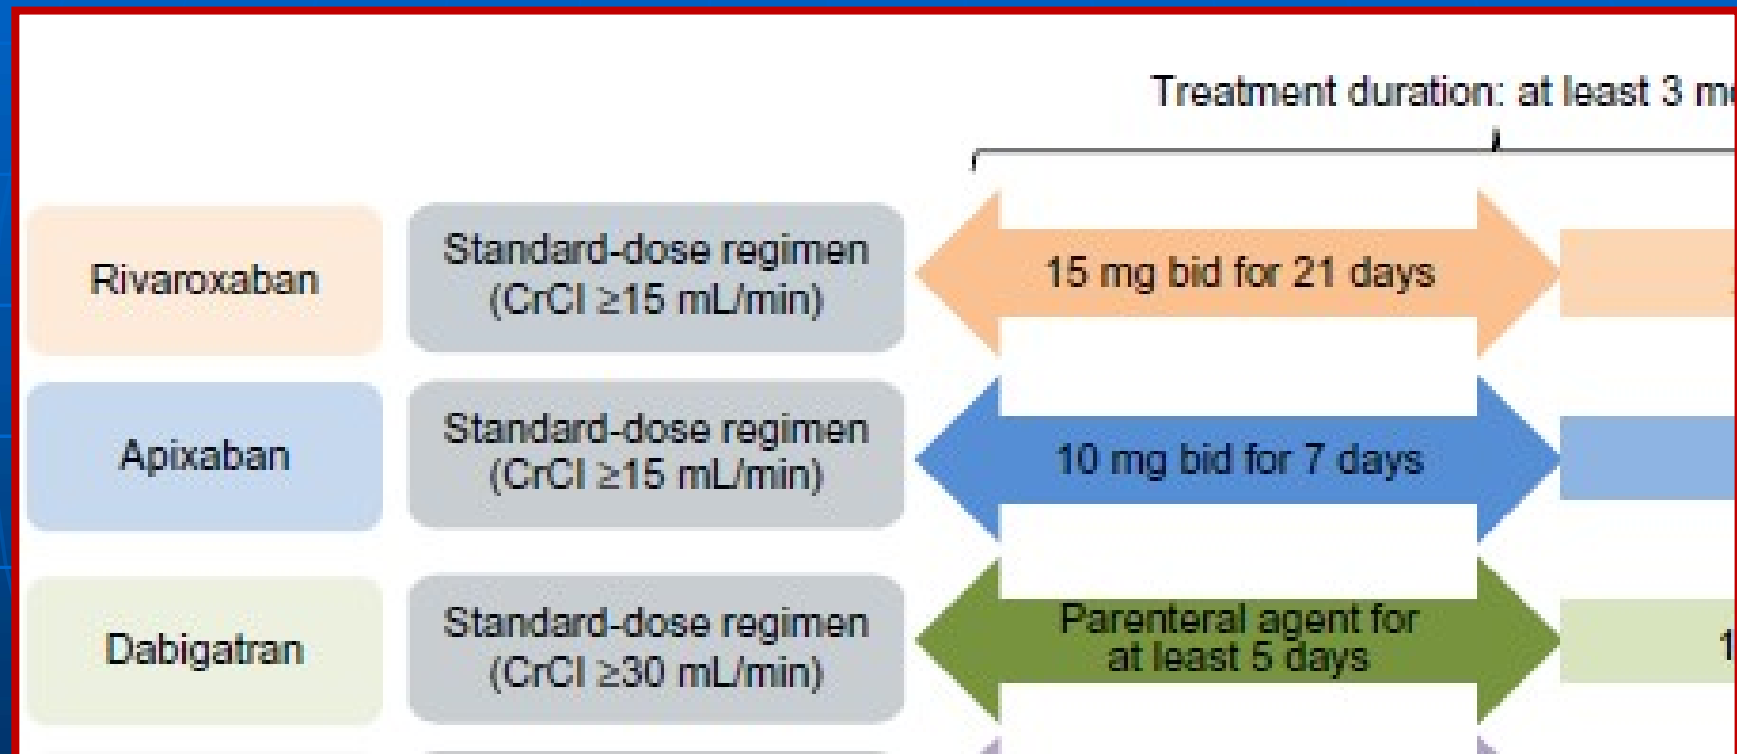 Treatment duration: at least 3 mo
Rivaroxaban
Standard-dose regimen
(CrCl ≥15 mL/min)
15 mg bid for 21 days
Apixaban
Standard-dose regimen
(CrCl ≥15 mL/min)
10 mg bid for 7 days
Dabigatran
Standard-dose regimen
(CrCl ≥30 mL/min)
Parenteral agent for
at least 5 days
1